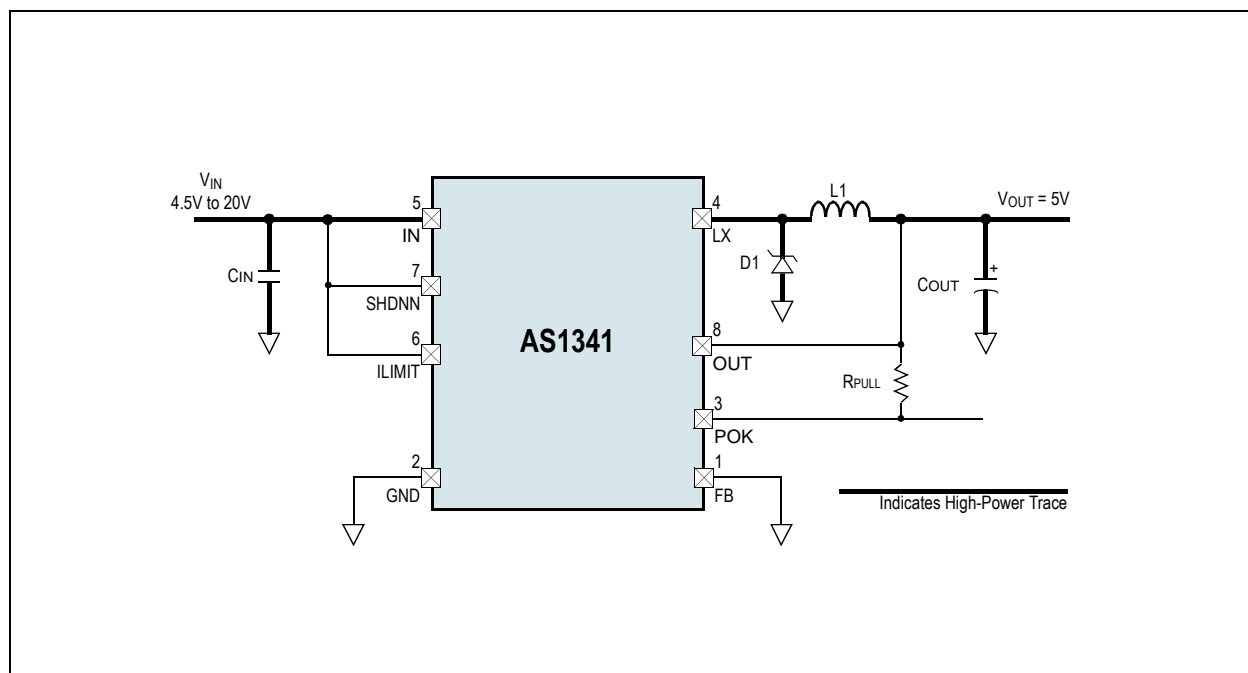 VIN
4.5V to 20V
CIN
5
IN
7
SHDNN
6
ILIMIT
2
GND
AS1341
4
LX
8
OUT
3
POK
1
FB
L1
D1
VOUT = 5V
COUT
+
RPULL
Indicates High-Power Trace